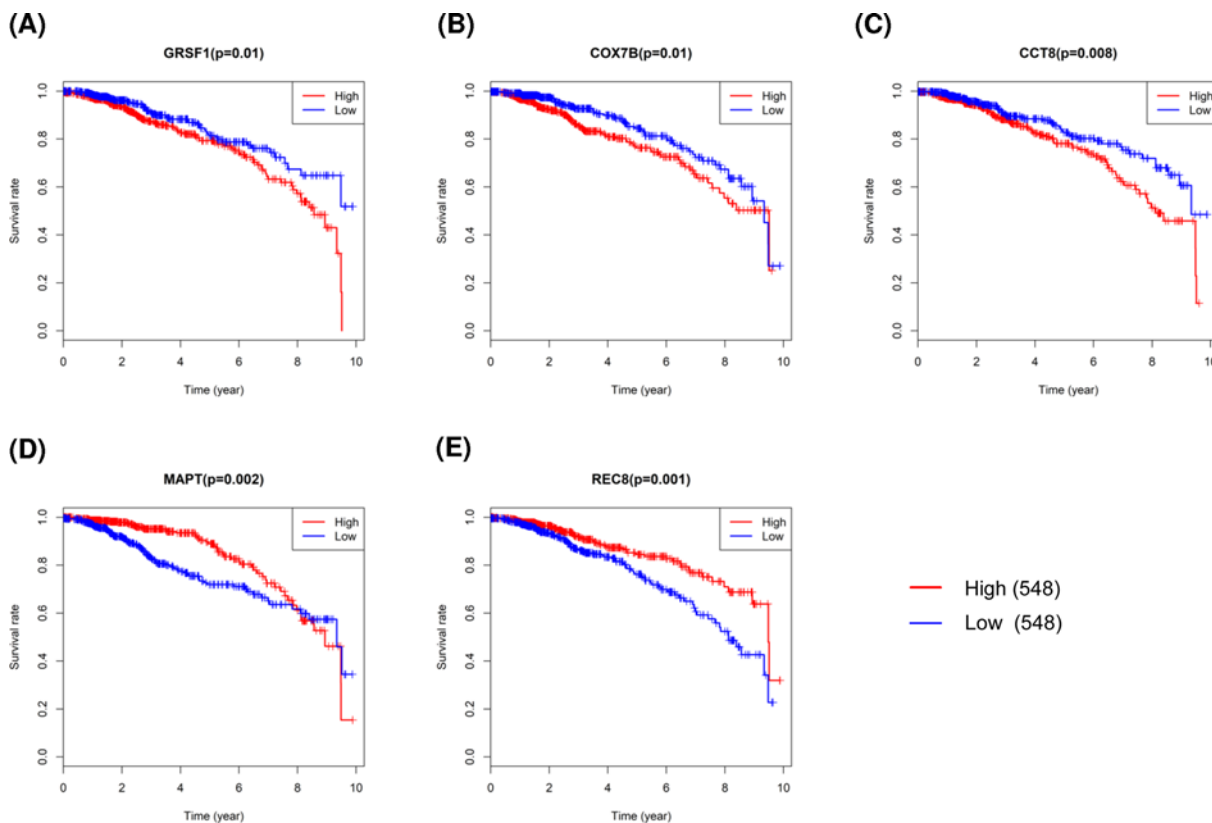 (A)
GRSF1(p=0.01)
High
Low
Survival rate
1.0
0.8
0.6
0.4
0.2
0.0
0 2 4 6 8 10
Time (year)
(B)
COX7B(p=0.01)
High
Low
Survival rate
1.0
0.8
0.6
0.4
0.2
0.0
0 2 4 6 8 10
Time (year)
(C)
CCT8(p=0.008)
High
Low
Survival rate
1.0
0.8
0.6
0.4
0.2
0.0
0 2 4 6 8 10
Time (year)
(D)
MAPT(p=0.002)
High
Low
Survival rate
1.0
0.8
0.6
0.4
0.2
0.0
0 2 4 6 8 10
Time (year)
(E)
REC8(p=0.001)
High
Low
Survival rate
1.0
0.8
0.6
0.4
0.2
0.0
0 2 4 6 8 10
Time (year)
High (548)
Low (548)